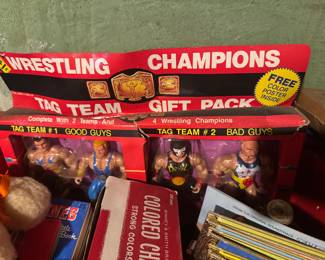 WRESTLING CHAMPIONS
TAG TEAM GIFT PACK
FREE
COLOR
POSTER
INSIDE
Complete With 2 Teams And 4 Wrestling Champions
TAG TEAM #1 GOOD GUYS
TAG TEAM #2 BAD GUYS
COLORED CH
STRONG COLORS